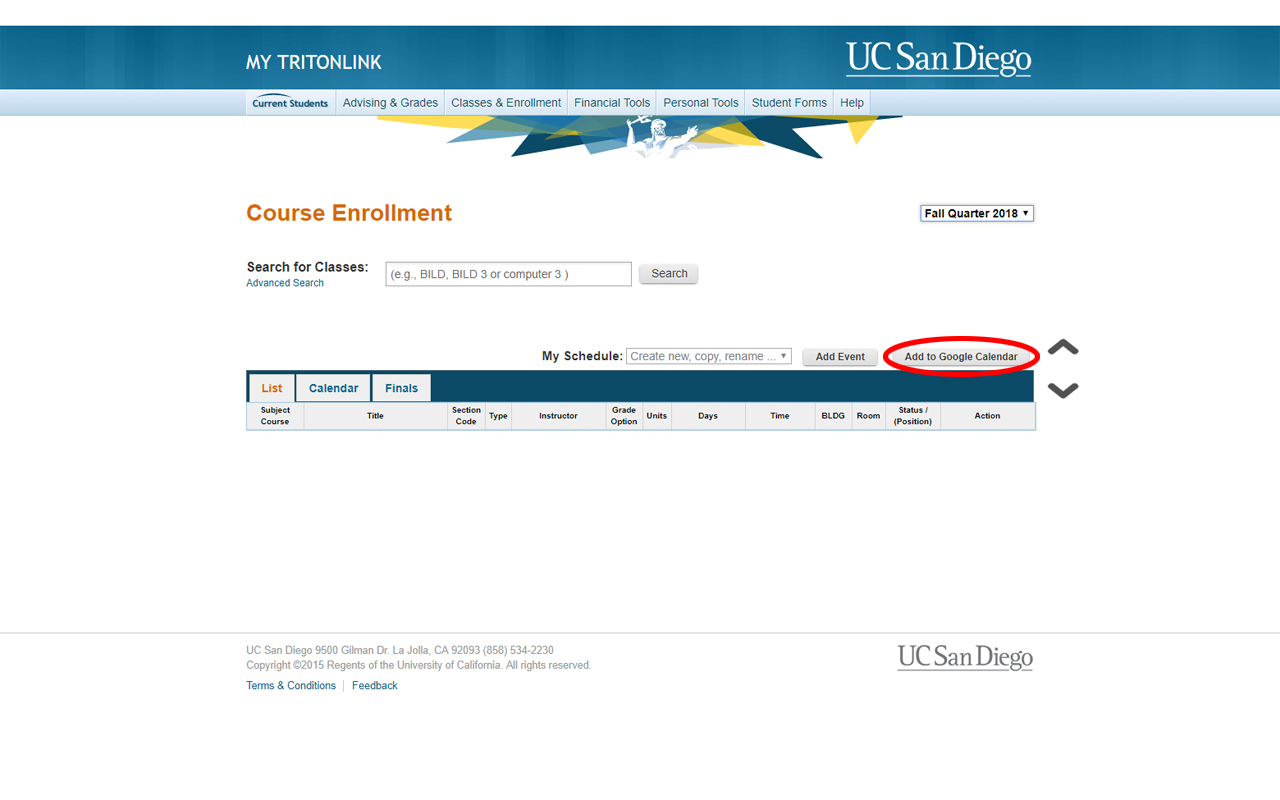 MY TRITONLINK
UC San Diego
Current Students Advising & Grades Classes & Enrollment Financial Tools Personal Tools Student Forms Help
Course Enrollment
Fall Quarter 2018
Search for Classes:
(e.g., BILD, BILD 3 or computer 3 )
Search
Advanced Search
My Schedule: Create new, copy, rename ... Add Event Add to Google Calendar
List Calendar Finals
Subject Course Title Section Code Type Instructor Grade Option Units Days Time BLDG Room Status / (Position) Action
UC San Diego 9500 Gilman Dr. La Jolla, CA 92093 (858) 534-2230
Copyright ©2015 Regents of the University of California. All rights reserved.
Terms & Conditions Feedback
UC San Diego